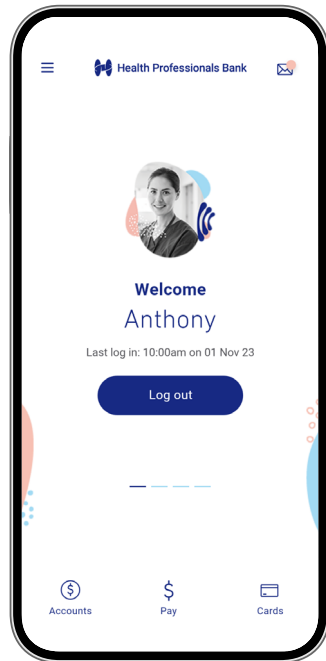 Health Professionals Bank
Welcome
Anthony
Last log in: 10:00am on 01 Nov 23
Log out
Accounts
Pay
Cards